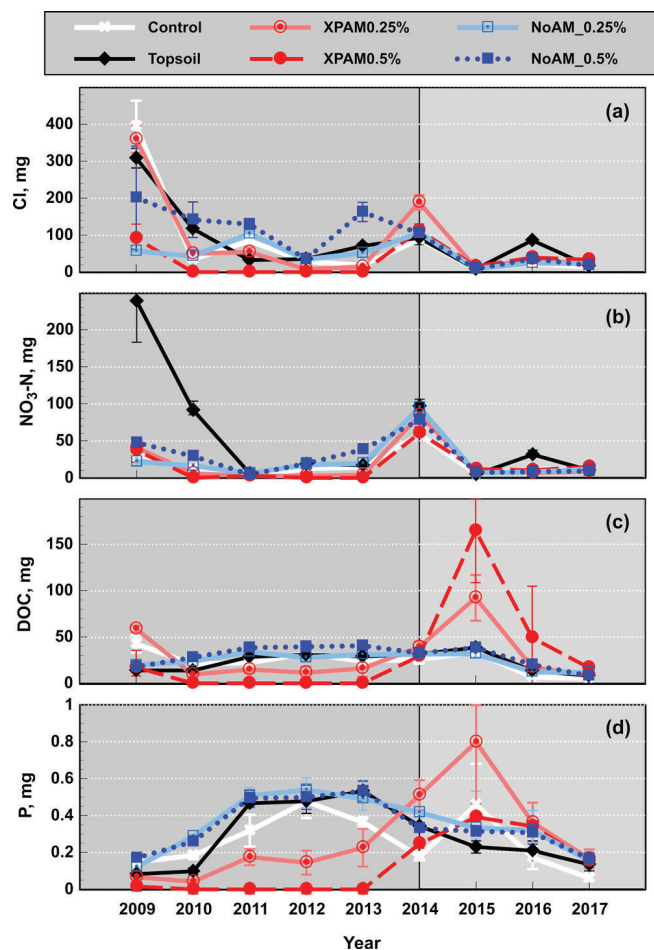 Control XPAM0.25% NoAM_0.25%
Topsoil XPAM0.5% NoAM_0.5%
(a)
Cl, mg
400
300
200
100
0
(b)
NO3-N, mg
200
150
100
50
0
(c)
DOC, mg
150
100
50
0
(d)
P, mg
1
0.8
0.6
0.4
0.2
0
2009 2010 2011 2012 2013 2014 2015 2016 2017
Year